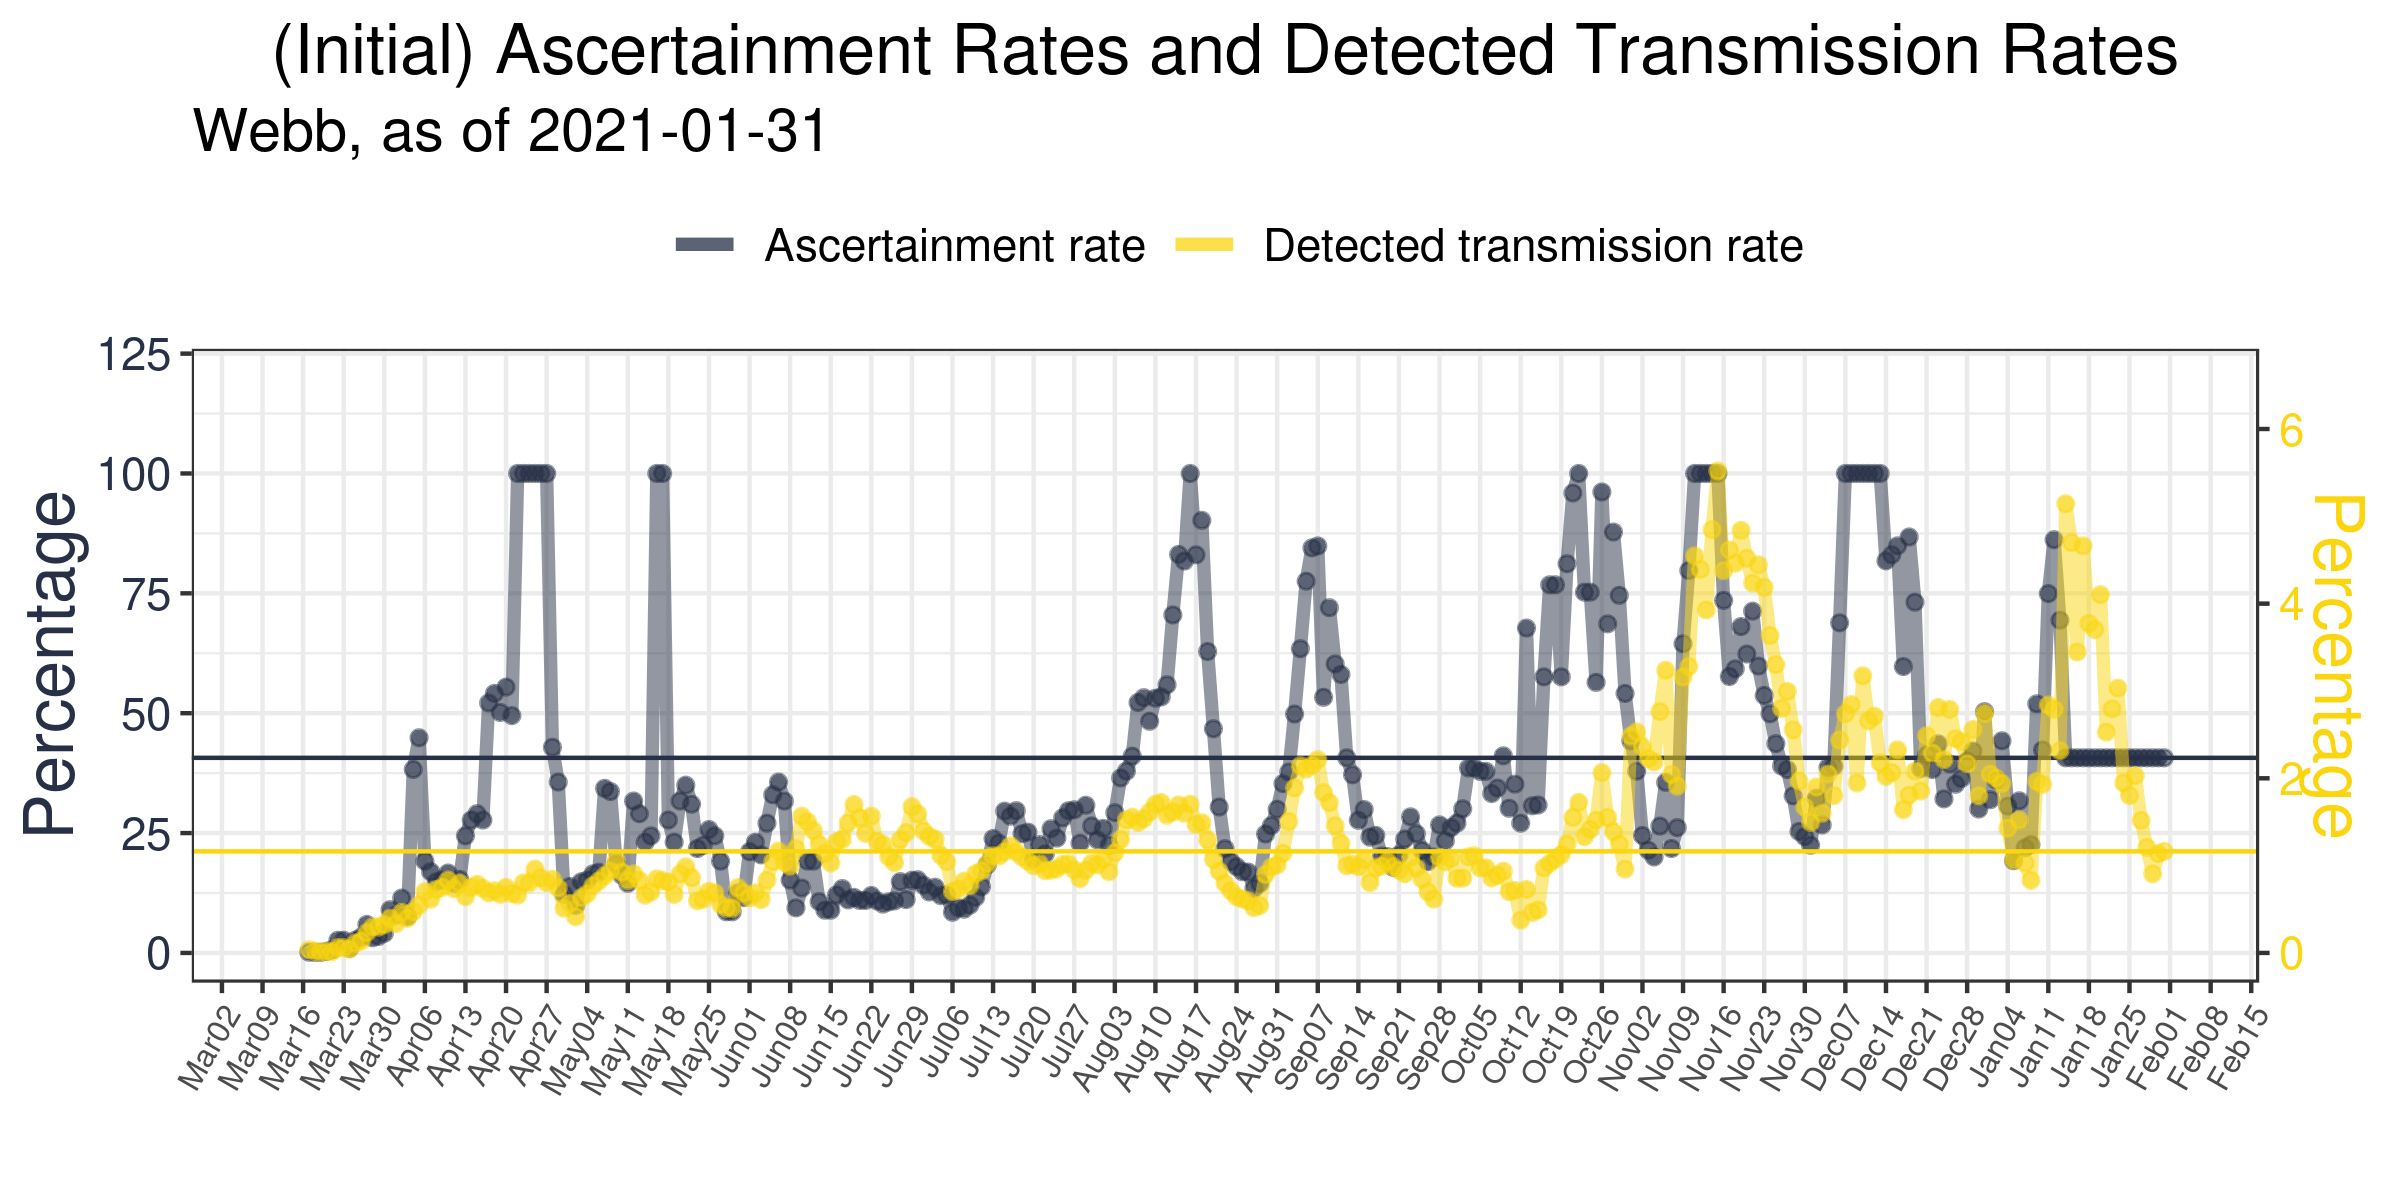 (Initial) Ascertainment Rates and Detected Transmission Rates
Webb, as of 2021-01-31
Ascertainment rate Detected transmission rate
Percentage
125
100
75
50
25
0
6
4
2
0
Percentage
Mar02 Mar09 Mar16 Mar23 Mar30 Apr06 Apr13 Apr20 Apr27 May04 May11 May18 May25 Jun01 Jun08 Jun15 Jun22 Jun29 Jul06 Jul13 Jul20 Jul27 Aug03 Aug10 Aug17 Aug24 Aug31 Sep07 Sep14 Sep21 Sep28 Oct05 Oct12 Oct19 Oct26 Nov02 Nov09 Nov16 Nov23 Nov30 Dec07 Dec14 Dec21 Dec28 Jan04 Jan11 Jan18 Jan25 Feb01 Feb08 Feb15